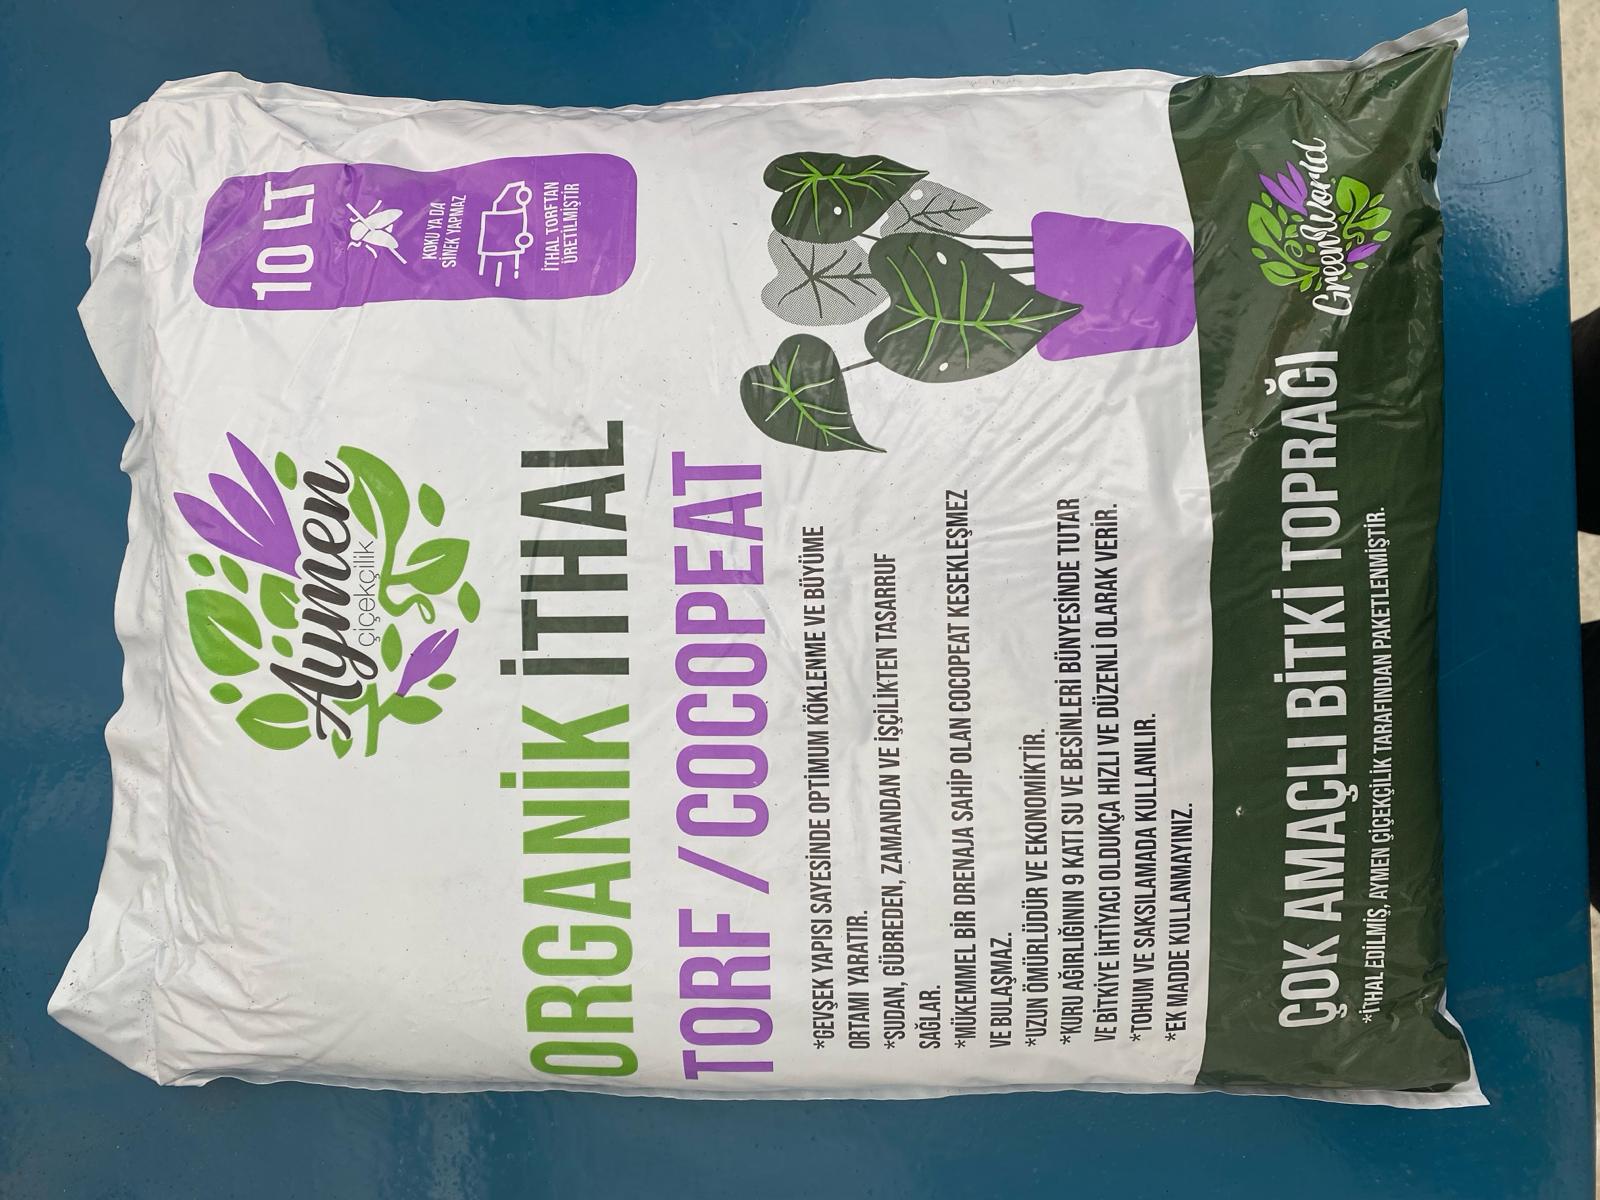 Aymen
çiçekçilik
10 LT
KOKU YA DA
SİNEK YAPMAZ
İTHAL TORFTAN
ÜRETİLMİŞTİR
ORGANİK İTHAL
TORF / COCOPEAT
*GEVŞEK YAPISI SAYESİNDE OPTİMUM KÖKLENME VE BÜYÜME
ORTAMI YARATIR.
*SUDAN, GÜBREDEN, ZAMANDAN VE İŞÇİLİKTEN TASARRUF
SAĞLAR.
*MÜKEMMEL BİR DRENAJA SAHİP OLAN COCOPEAT KESEKLEŞMEZ
VE BULAŞMAZ.
*UZUN ÖMÜRLÜDÜR VE EKONOMİKTİR.
*KURU AĞIRLIĞININ 9 KATI SU VE BESİNLERİ BÜNYESİNDE TUTAR
VE BİTKİYE İHTİYACI OLDUKÇA HIZLI VE DÜZENLİ OLARAK VERİR.
*TOHUM VE SAKSILAMADA KULLANILIR.
*EK MADDE KULLANMAYINIZ.
ÇOK AMAÇLI BİTKİ TOPRAĞI
*İTHAL EDİLMİŞ, AYMEN ÇİÇEKÇİLİK TARAFINDAN PAKETLENMİŞTİR.
GreenWorld